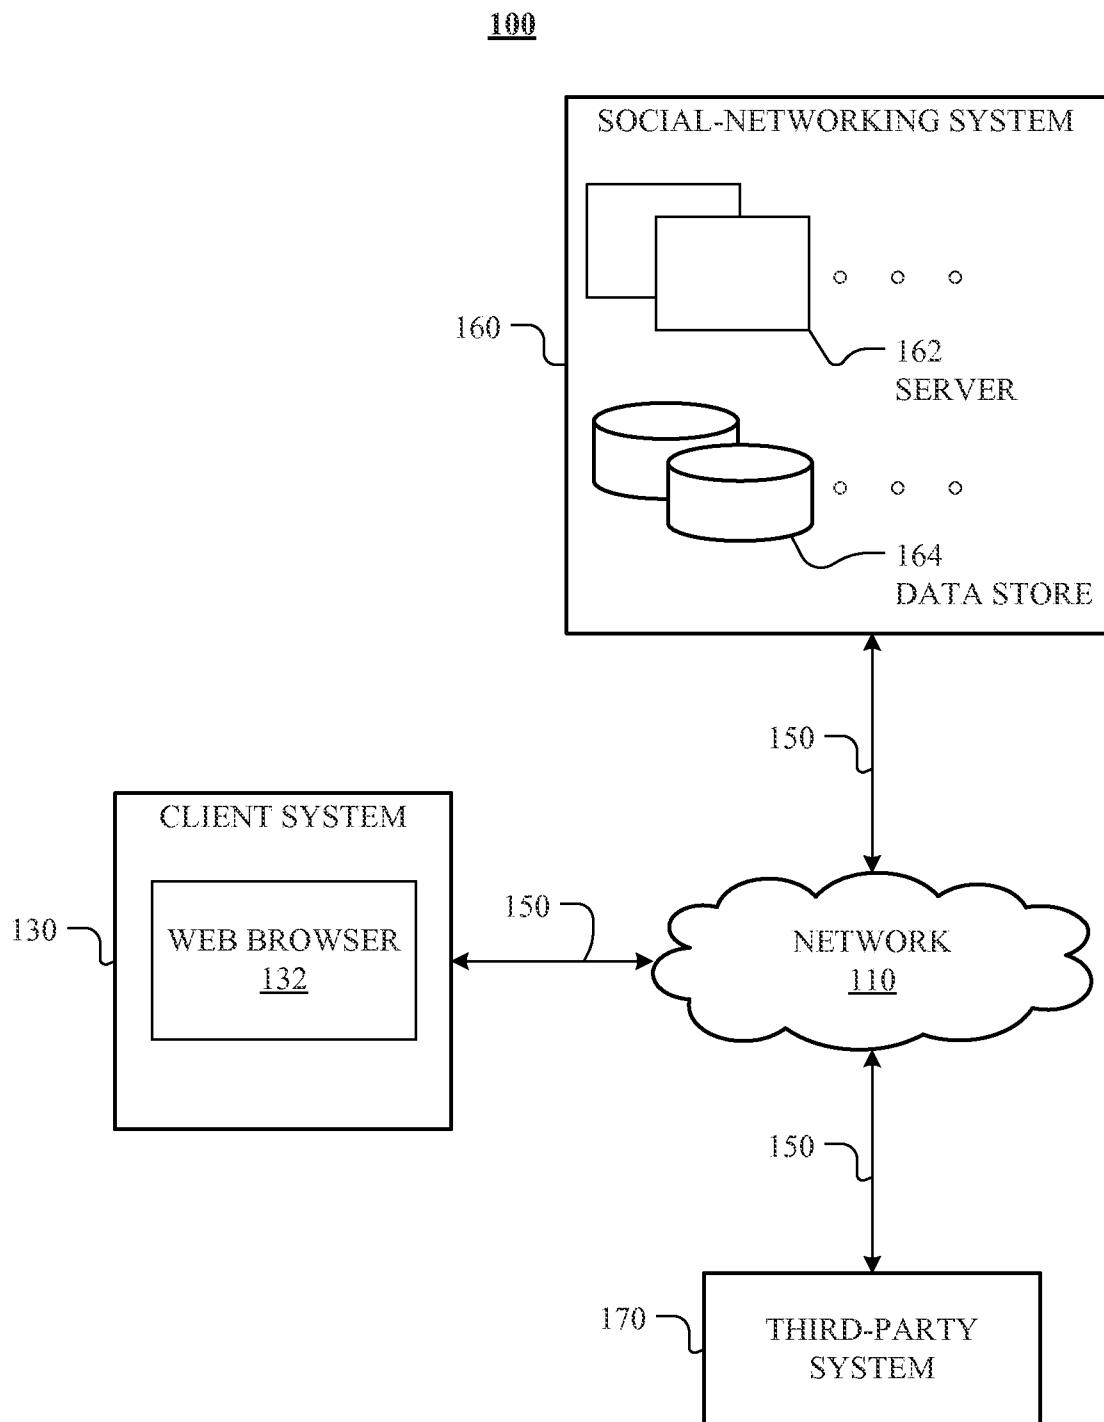 100
SOCIAL-NETWORKING SYSTEM
160
162
SERVER
164
DATA STORE
150
CLIENT SYSTEM
130
WEB BROWSER
132
150
NETWORK
110
150
170
THIRD-PARTY
SYSTEM